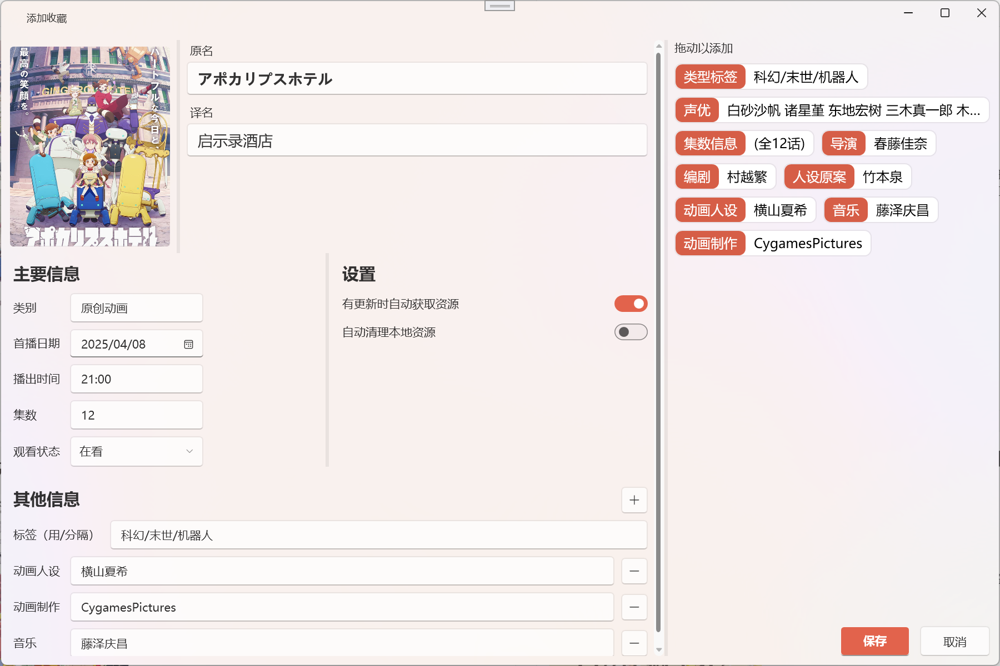 添加收藏
最高の笑顔を。
ハートフルな今日と、
アポカリプスホテル
原名
アポカリプスホテル
译名
启示录酒店
主要信息
类别
原创动画
首播日期
2025/04/08
播出时间
21:00
集数
12
观看状态
在看
设置
有更新时自动获取资源
自动清理本地资源
其他信息
标签（用/分隔）
科幻/末世/机器人
动画人设
横山夏希
动画制作
CygamesPictures
音乐
藤泽庆昌
拖动以添加
类型标签 科幻/末世/机器人
声优 白砂沙帆 诸星堇 东地宏树 三木真一郎 木...
集数信息 (全12话) 导演 春藤佳奈
编剧 村越繁 人设原案 竹本泉
动画人设 横山夏希 音乐 藤泽庆昌
动画制作 CygamesPictures
保存 取消